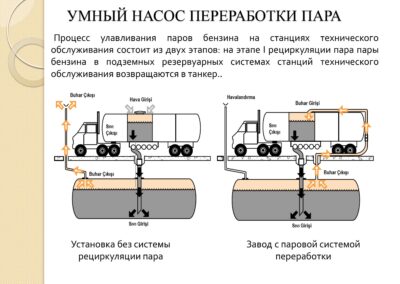 УМНЫЙ НАСОС ПЕРЕРАБОТКИ ПАРА
Процесс улавливания паров бензина на станциях технического
обслуживания состоит из двух этапов: на этапе I рециркуляции пара пары
бензина в подземных резервуарных системах станций технического
обслуживания возвращаются в танкер..
Buhar Çıkışı
Hava Girişi
Sıvı
Çıkışı
Buhar Çıkışı
Sıvı Girişi
Havalandırma
Buhar Girişi
Sıvı
Çıkışı
Buhar Çıkışı
Sıvı Girişi
Установка без системы
рециркуляции пара
Завод с паровой системой
переработки